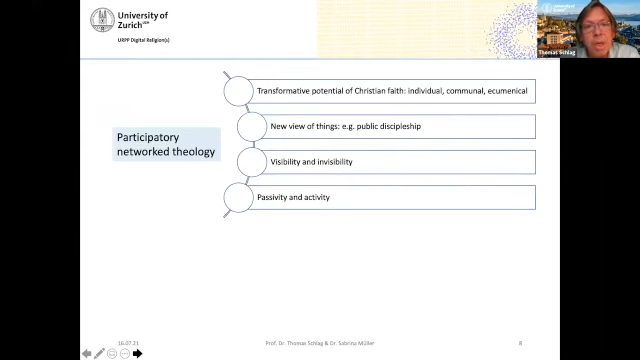 University of
Zurich UZH
URPP Digital Religion(s)
Thomas Schlag
Participatory
networked theology
Transformative potential of Christian faith: individual, communal, ecumenical
New view of things: e.g. public discipleship
Visibility and invisibility
Passivity and activity
16.07.21
Prof. Dr. Thomas Schlag & Dr. Sabrina Müller
8